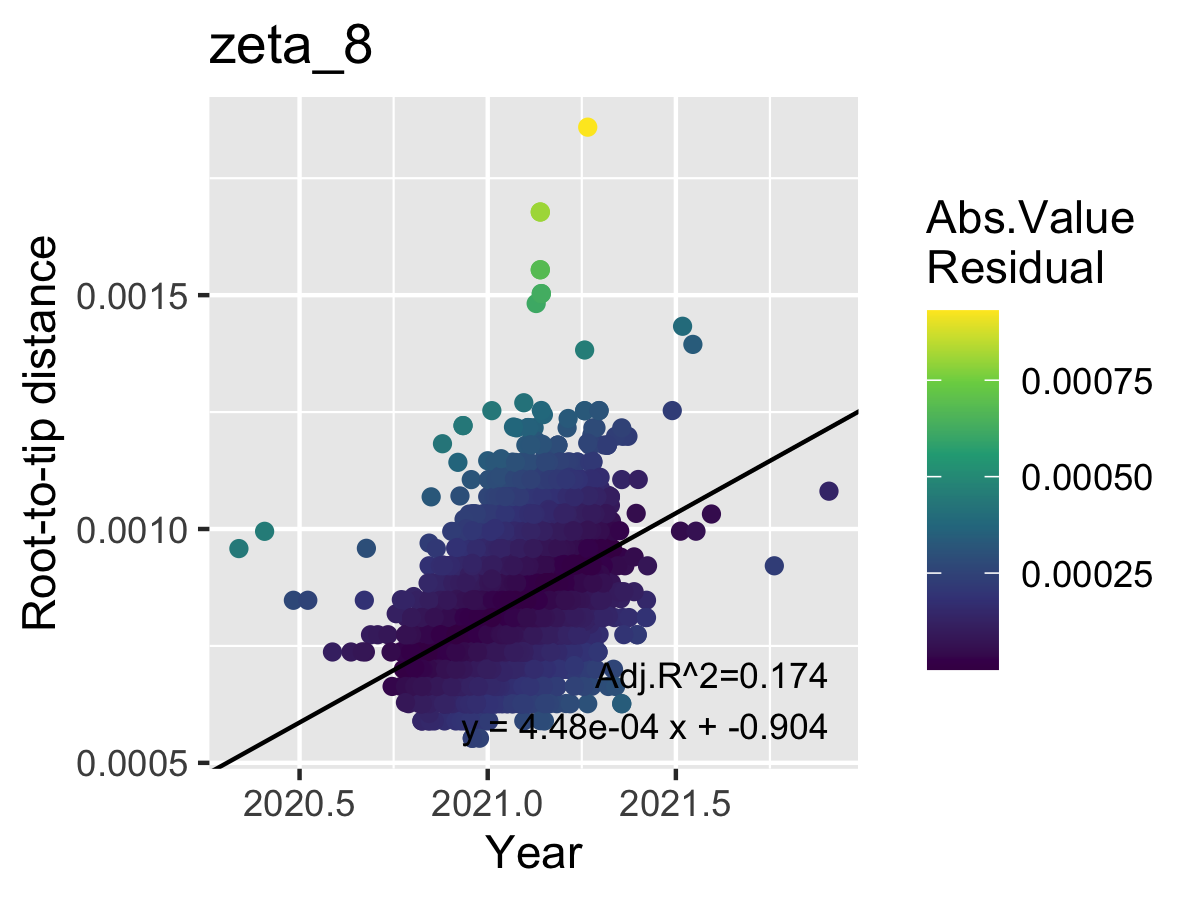 zeta_8
Root-to-tip distance
0.0015
0.0010
0.0005
Adj.R^2=0.174
y = 4.48e-04 x + -0.904
2020.5
2021.0
2021.5
Year
Abs.Value
Residual
0.00075
0.00050
0.00025